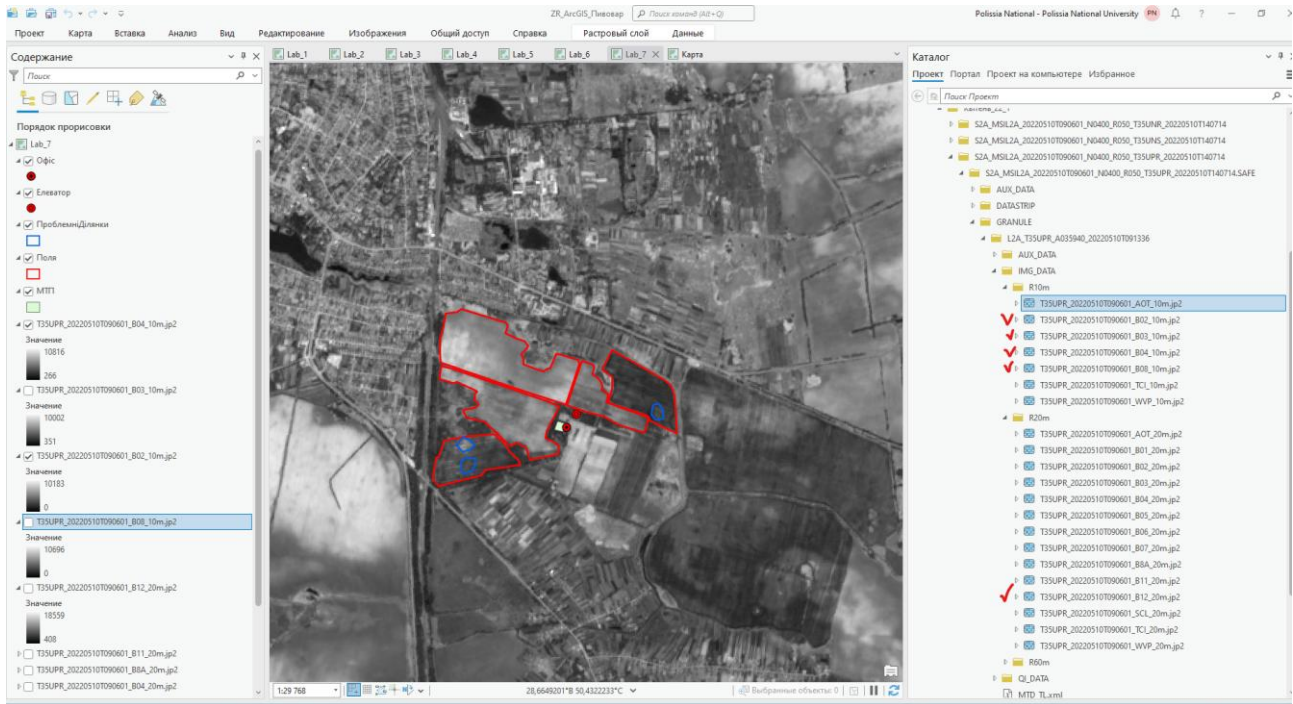 ZR_ArcGIS_Пивовар
Поиск команд (Alt+Q)
Polissia National - Polissia National University
PN
Проект Карта Вставка Анализ Вид Редактирование Изображения Общий доступ Справка Растровый слой Данные
Содержание
Поиск
Порядок прорисовки
Lab_7
Офіс
Елеватор
ПроблемніДілянки
Поля
МТП
T35UPR_20220510T090601_B04_10m.jp2
Значение
10816
266
T35UPR_20220510T090601_B03_10m.jp2
Значение
10002
351
T35UPR_20220510T090601_B02_10m.jp2
Значение
10183
0
T35UPR_20220510T090601_B08_10m.jp2
Значение
10696
0
T35UPR_20220510T090601_B12_20m.jp2
Значение
18559
408
T35UPR_20220510T090601_B11_20m.jp2
T35UPR_20220510T090601_B8A_20m.jp2
T35UPR_20220510T090601_B04_20m.jp2
Lab_1 Lab_2 Lab_3 Lab_4 Lab_5 Lab_6 Lab_7 Карта
1:29 768
28,6649201°В 50,4322233°С
Выбранные объекты: 0
Каталог
Проект Портал Проект на компьютере Избранное
Поиск Проект
S2A_MSIL2A_20220510T090601_N0400_R050_T35UNR_20220510T140714
S2A_MSIL2A_20220510T090601_N0400_R050_T35UNS_20220510T140714
S2A_MSIL2A_20220510T090601_N0400_R050_T35UPR_20220510T140714
S2A_MSIL2A_20220510T090601_N0400_R050_T35UPR_20220510T140714.SAFE
AUX_DATA
DATASTRIP
GRANULE
L2A_T35UPR_A035940_20220510T091336
AUX_DATA
IMG_DATA
R10m
T35UPR_20220510T090601_AOT_10m.jp2
T35UPR_20220510T090601_B02_10m.jp2
T35UPR_20220510T090601_B03_10m.jp2
T35UPR_20220510T090601_B04_10m.jp2
T35UPR_20220510T090601_B08_10m.jp2
T35UPR_20220510T090601_TCI_10m.jp2
T35UPR_20220510T090601_WVP_10m.jp2
R20m
T35UPR_20220510T090601_AOT_20m.jp2
T35UPR_20220510T090601_B01_20m.jp2
T35UPR_20220510T090601_B02_20m.jp2
T35UPR_20220510T090601_B03_20m.jp2
T35UPR_20220510T090601_B04_20m.jp2
T35UPR_20220510T090601_B05_20m.jp2
T35UPR_20220510T090601_B06_20m.jp2
T35UPR_20220510T090601_B07_20m.jp2
T35UPR_20220510T090601_B8A_20m.jp2
T35UPR_20220510T090601_B11_20m.jp2
T35UPR_20220510T090601_B12_20m.jp2
T35UPR_20220510T090601_SCL_20m.jp2
T35UPR_20220510T090601_TCI_20m.jp2
T35UPR_20220510T090601_WVP_20m.jp2
R60m
QI_DATA
MTD_TL.xml